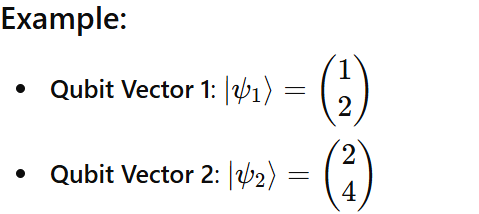 Example:
• Qubit Vector 1: |ψ₁⟩ = (1
2)
• Qubit Vector 2: |ψ₂⟩ = (2
4)